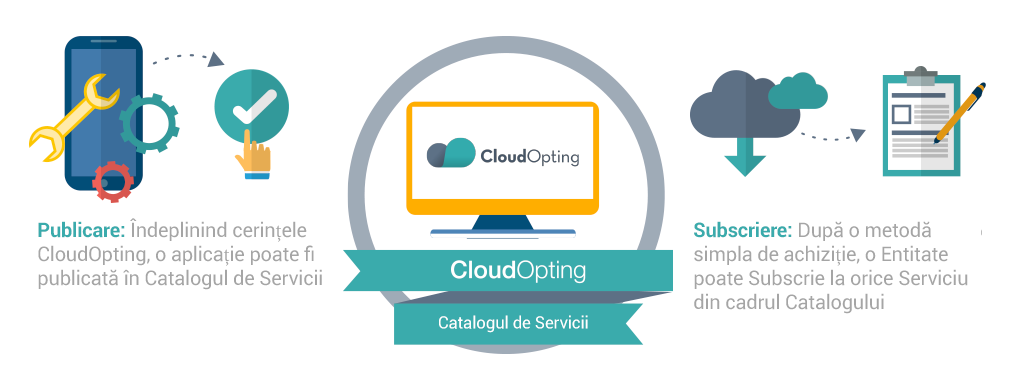 Publicare: Îndeplinind cerințele
CloudOpting, o aplicație poate fi
publicată în Catalogul de Servicii
CloudOpting
CloudOpting
Catalogul de Servicii
Subscriere: După o metodă
simpla de achiziție, o Entitate
poate Subscrie la orice Serviciu
din cadrul Catalogului